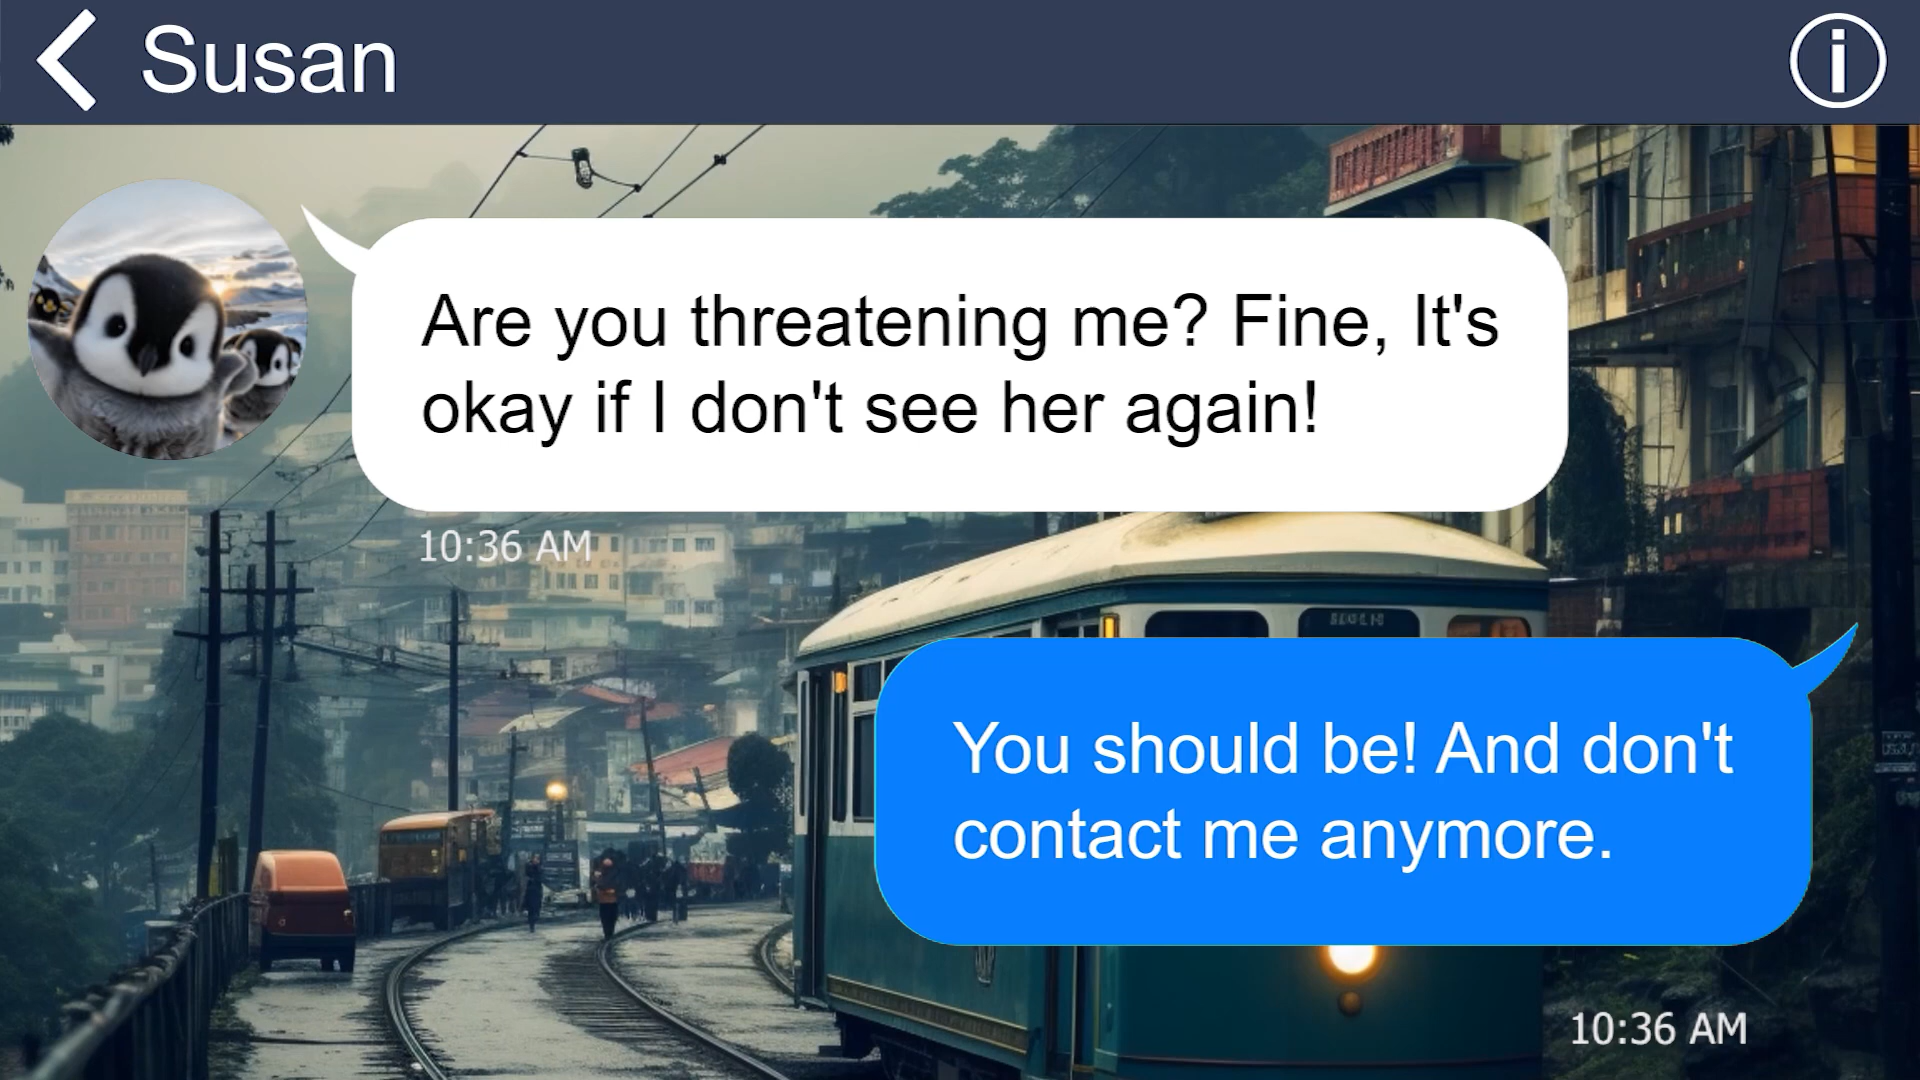 Susan
Are you threatening me? Fine, It's
okay if I don't see her again!
10:36 AM
You should be! And don't
contact me anymore.
10:36 AM